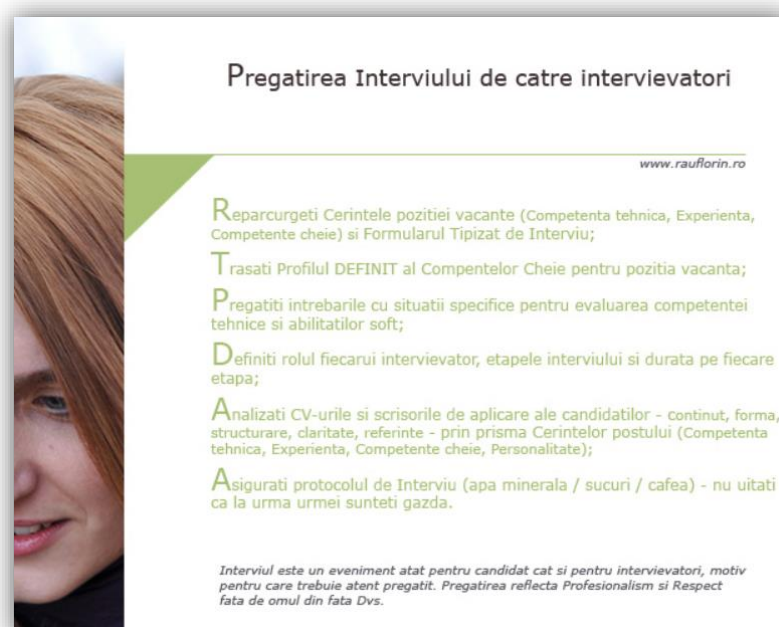 Pregatirea Interviului de catre intervievatori
www.rauflorin.ro
Reparcurgeti Cerintele pozitiei vacante (Competenta tehnica, Experienta,
Competente cheie) si Formularul Tipizat de Interviu;
Trasati Profilul DEFINIT al Compentelor Cheie pentru pozitia vacanta;
Pregatiti intrebarile cu situatii specifice pentru evaluarea competentei
tehnice si abilitatilor soft;
Definiti rolul fiecarui intervievator, etapele interviului si durata pe fiecare
etapa;
Analizati CV-urile si scrisorile de aplicare ale candidatilor - continut, forma,
structurare, claritate, referinte - prin prisma Cerintelor postului (Competenta
tehnica, Experienta, Competente cheie, Personalitate);
Asigurati protocolul de Interviu (apa minerala / sucuri / cafea) - nu uitati
ca la urma urmei sunteti gazda.
Interviul este un eveniment atat pentru candidat cat si pentru intervievatori, motiv
pentru care trebuie atent pregatit. Pregatirea reflecta Profesionalism si Respect
fata de omul din fata Dvs.